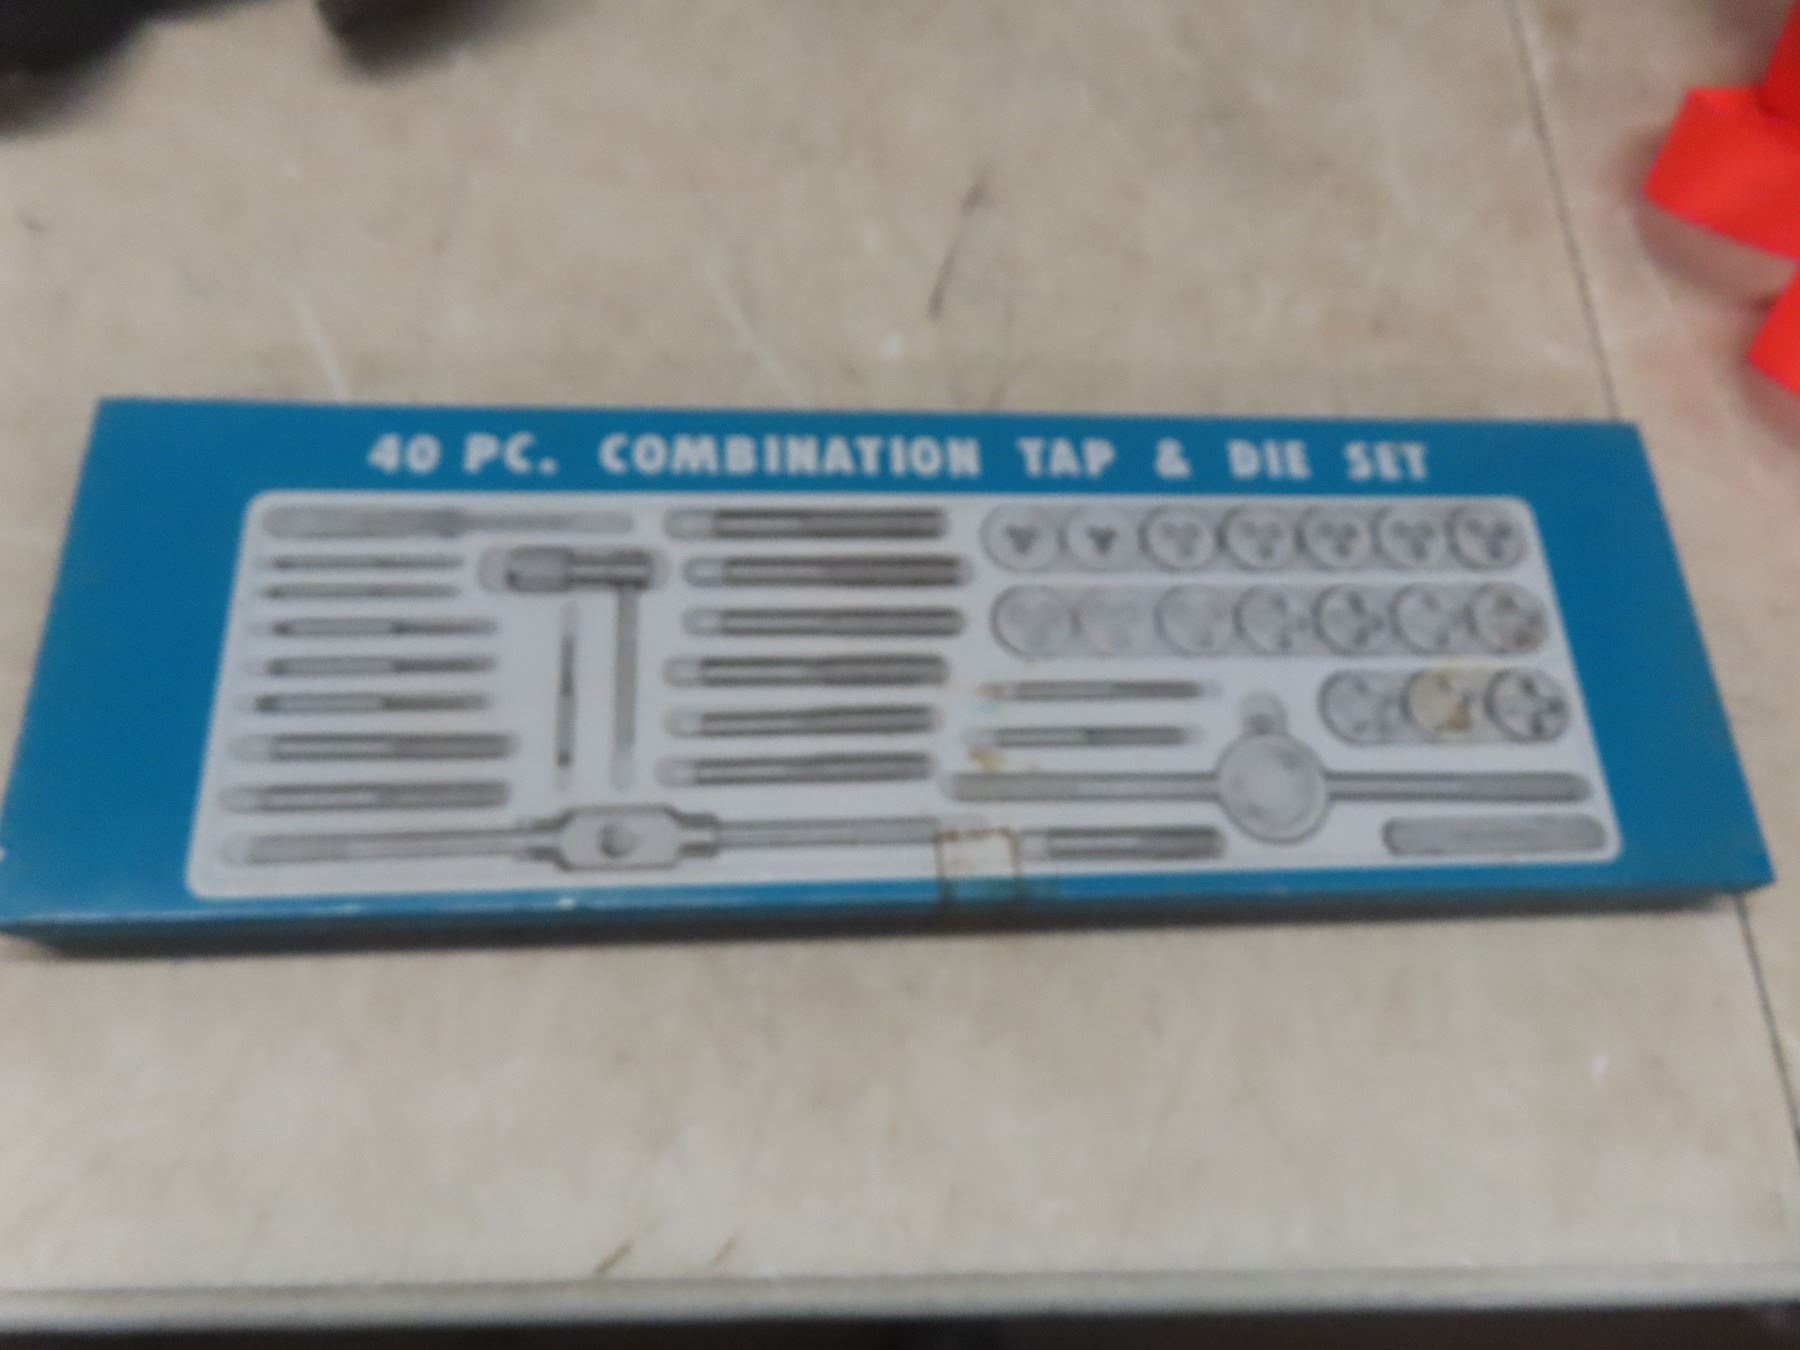 40 PC. COMBINATION TAP & DIE SET